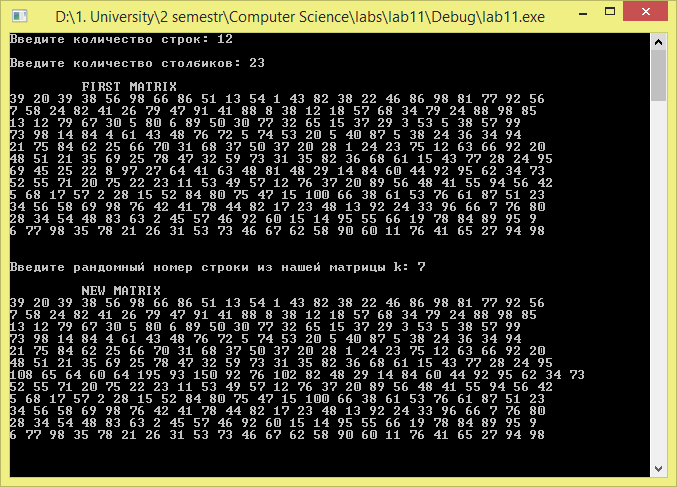 D:\1. University\2 semestr\Computer Science\labs\lab11\Debug\lab11.exe
Введите количество строк: 12
Введите количество столбиков: 23
FIRST MATRIX
39 20 39 38 56 98 66 86 51 13 54 1 43 82 38 22 46 86 98 81 77 92 56
7 58 24 82 41 26 79 47 91 41 88 8 38 12 18 57 68 34 79 24 88 98 85
13 12 79 67 30 5 80 6 89 50 30 77 32 65 15 37 29 3 53 5 38 57 99
73 98 14 84 4 61 43 48 76 72 5 74 53 20 5 40 87 5 38 24 36 34 94
21 75 84 62 25 66 70 31 68 37 50 37 20 28 1 24 23 75 12 63 66 92 20
48 51 21 35 69 25 78 47 32 59 73 31 35 82 36 68 61 15 43 77 28 24 95
69 45 25 22 8 97 27 64 41 63 48 81 48 29 14 84 60 44 92 95 62 34 73
52 55 71 20 75 22 23 11 53 49 57 12 76 37 20 89 56 48 41 55 94 56 42
5 68 17 57 2 28 15 52 84 80 75 47 15 100 66 38 61 53 76 61 87 51 23
34 56 58 69 98 76 42 41 78 44 82 17 23 48 13 92 24 33 96 66 7 76 80
28 34 54 48 83 63 2 45 57 46 92 60 15 14 95 55 66 19 78 84 89 95 9
6 77 98 35 78 21 26 31 53 73 46 67 62 58 90 60 11 76 41 65 27 94 98
Введите рандомный номер строки из нашей матрицы k: 7
NEW MATRIX
39 20 39 38 56 98 66 86 51 13 54 1 43 82 38 22 46 86 98 81 77 92 56
7 58 24 82 41 26 79 47 91 41 88 8 38 12 18 57 68 34 79 24 88 98 85
13 12 79 67 30 5 80 6 89 50 30 77 32 65 15 37 29 3 53 5 38 57 99
73 98 14 84 4 61 43 48 76 72 5 74 53 20 5 40 87 5 38 24 36 34 94
21 75 84 62 25 66 70 31 68 37 50 37 20 28 1 24 23 75 12 63 66 92 20
48 51 21 35 69 25 78 47 32 59 73 31 35 82 36 68 61 15 43 77 28 24 95
108 65 64 60 64 195 93 150 92 76 102 82 48 29 14 84 60 44 92 95 62 34 73
52 55 71 20 75 22 23 11 53 49 57 12 76 37 20 89 56 48 41 55 94 56 42
5 68 17 57 2 28 15 52 84 80 75 47 15 100 66 38 61 53 76 61 87 51 23
34 56 58 69 98 76 42 41 78 44 82 17 23 48 13 92 24 33 96 66 7 76 80
28 34 54 48 83 63 2 45 57 46 92 60 15 14 95 55 66 19 78 84 89 95 9
6 77 98 35 78 21 26 31 53 73 46 67 62 58 90 60 11 76 41 65 27 94 98